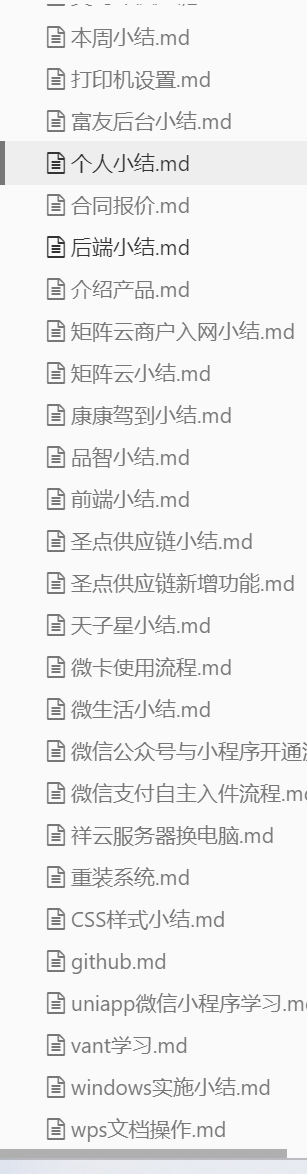 本周小结.md
打印机设置.md
富友后台小结.md
个人小结.md
合同报价.md
后端小结.md
介绍产品.md
矩阵云商户入网小结.md
矩阵云小结.md
康康驾到小结.md
品智小结.md
前端小结.md
圣点供应链小结.md
圣点供应链新增功能.md
天子星小结.md
微卡使用流程.md
微生活小结.md
微信公众号与小程序开通
微信支付自主入件流程.m
祥云服务器换电脑.md
重装系统.md
CSS样式小结.md
github.md
uniapp微信小程序学习.m
vant学习.md
windows实施小结.md
wps文档操作.md